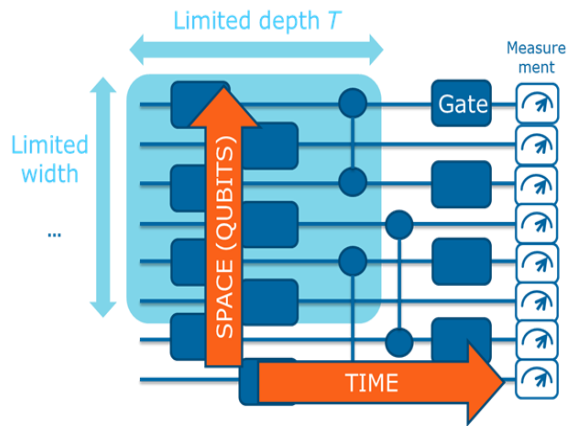 Limited depth T
Measure
ment
Gate
Limited
width
...
SPACE (QUBITS)
TIME